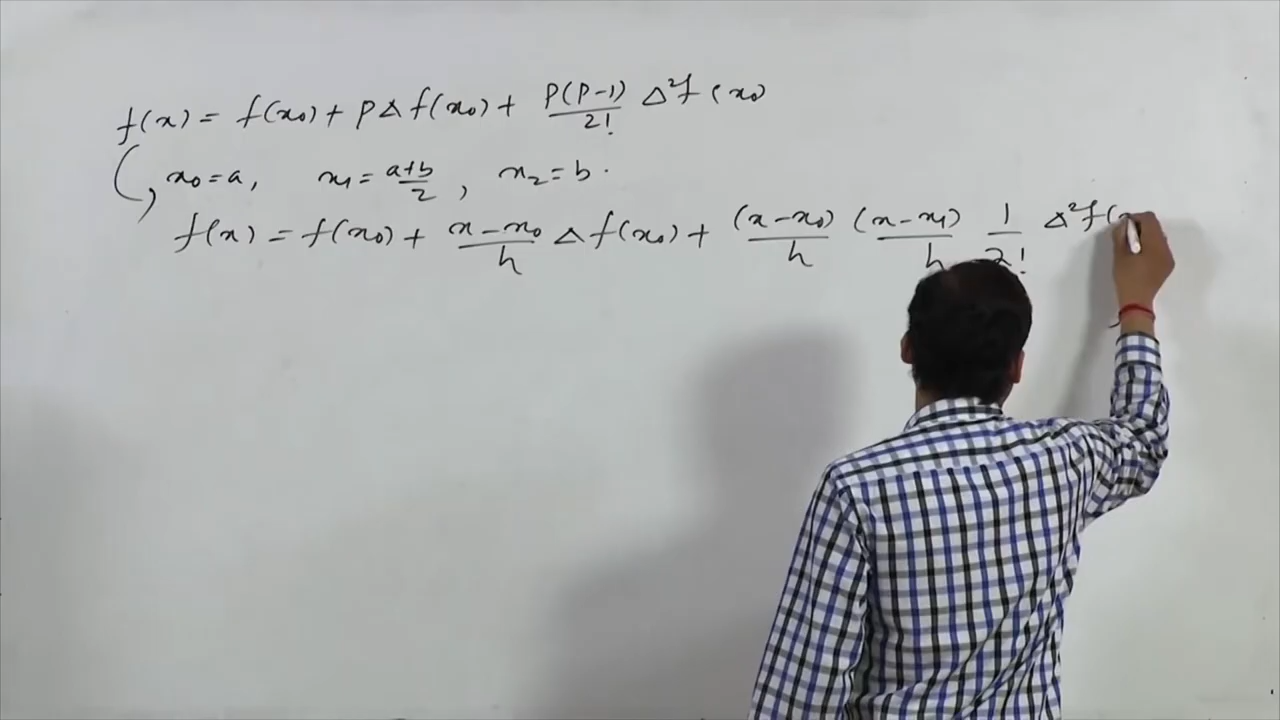 f(x) = f(x₀) + PΔf(x₀) + P(P-1)/2! Δ²f(x₀)
x₀=a, x₁=a+b/2, x₂=b.
f(x) = f(x₀) + x-x₀/h Δf(x₀) + (x-x₀)/h (x-x₁)/h 1/2! Δ²f(x